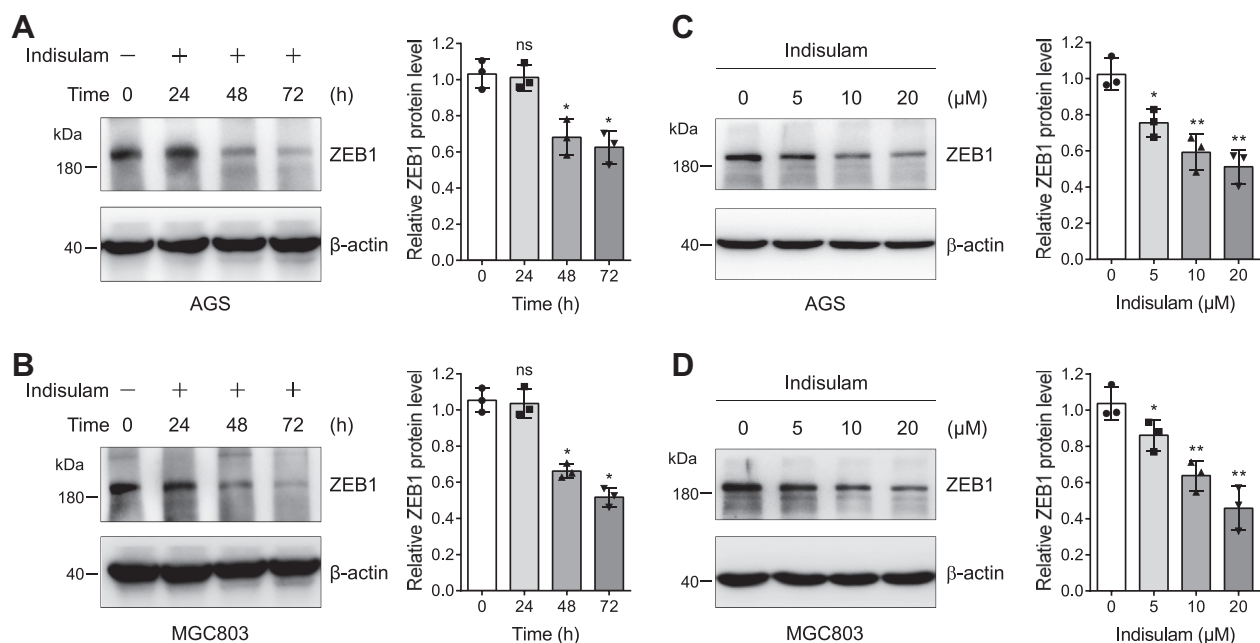 A
Indisulam — + + +
Time 0 24 48 72 (h)
kDa
180
ZEB1
40
β-actin
AGS
Relative ZEB1 protein level
1.2
1.0
0.8
0.6
0.4
0.2
0.0
ns
*
*
0 24 48 72
Time (h)
C
Indisulam
0 5 10 20 (μM)
kDa
180
ZEB1
40
β-actin
AGS
Relative ZEB1 protein level
1.2
1.0
0.8
0.6
0.4
0.2
0.0
*
**
**
0 5 10 20
Indisulam (μM)
B
Indisulam — + + +
Time 0 24 48 72 (h)
kDa
180
ZEB1
40
β-actin
MGC803
Relative ZEB1 protein level
1.2
1.0
0.8
0.6
0.4
0.2
0.0
ns
*
*
0 24 48 72
Time (h)
D
Indisulam
0 5 10 20 (μM)
kDa
180
ZEB1
40
β-actin
MGC803
Relative ZEB1 protein level
1.2
1.0
0.8
0.6
0.4
0.2
0.0
*
**
**
0 5 10 20
Indisulam (μM)